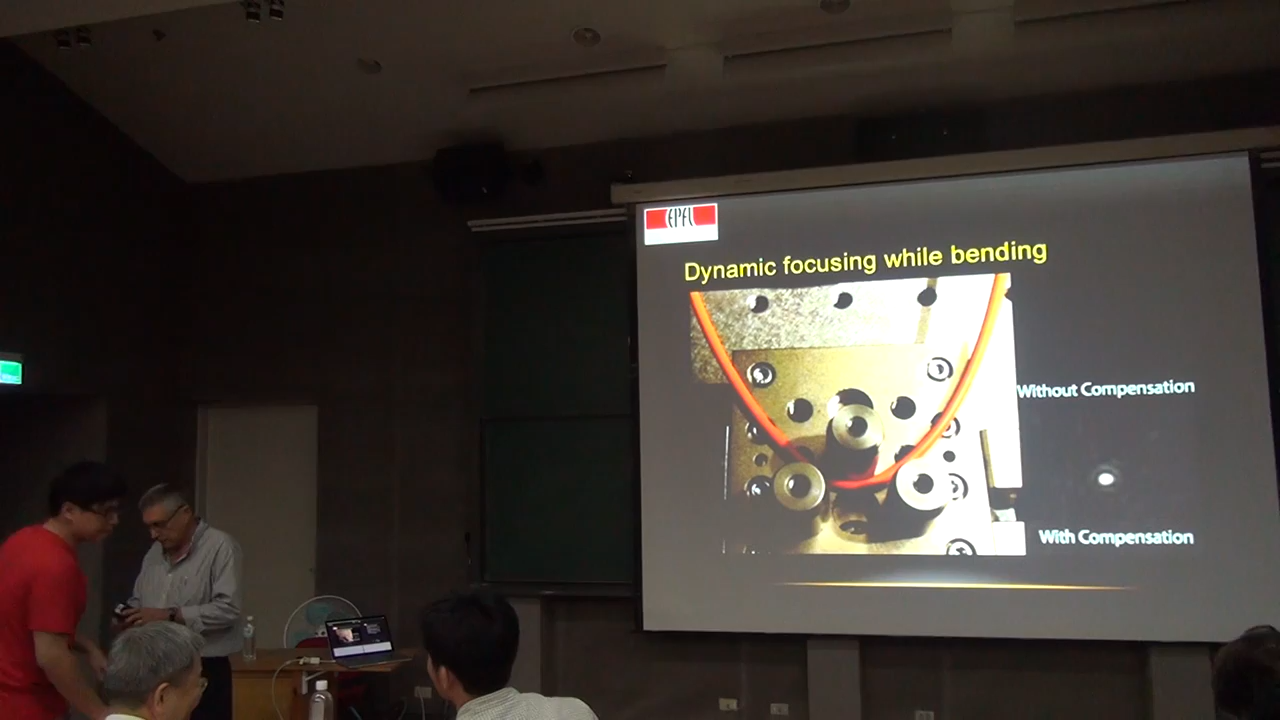 EPFL
Dynamic focusing while bending
Without Compensation
With Compensation